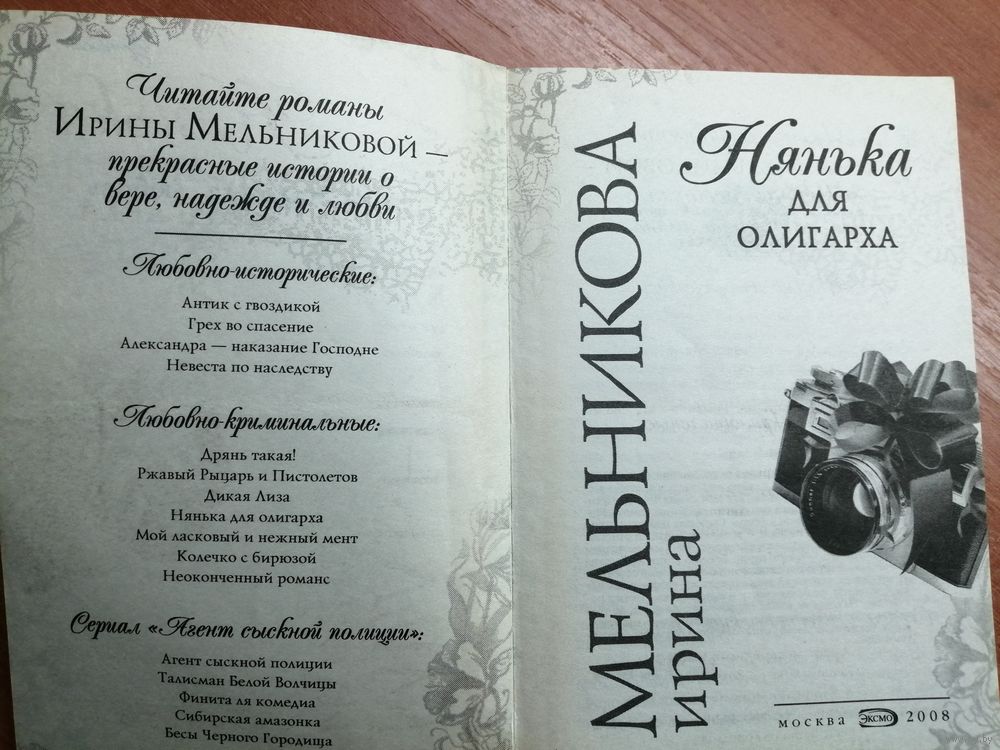 Читайте романы
Ирины Мельниковой –
прекрасные истории о
вере, надежде и любви
Любовно-исторические:
Антик с гвоздикой
Грех во спасение
Александра — наказание Господне
Невеста по наследству
Любовно-криминальные:
Дрянь такая!
Ржавый Рыцарь и Пистолетов
Дикая Лиза
Нянька для олигарха
Мой ласковый и нежный мент
Колечко с бирюзой
Неоконченный романс
Сериал «Агент сыскной полиции»:
Агент сыскной полиции
Талисман Белой Волчицы
Финита ля комедиа
Сибирская амазонка
Бесы Черного Городища
МЕЛЬНИКОВА
ирина
Нянька
ДЛЯ
ОЛИГАРХА
москва ЭКСМО 2008